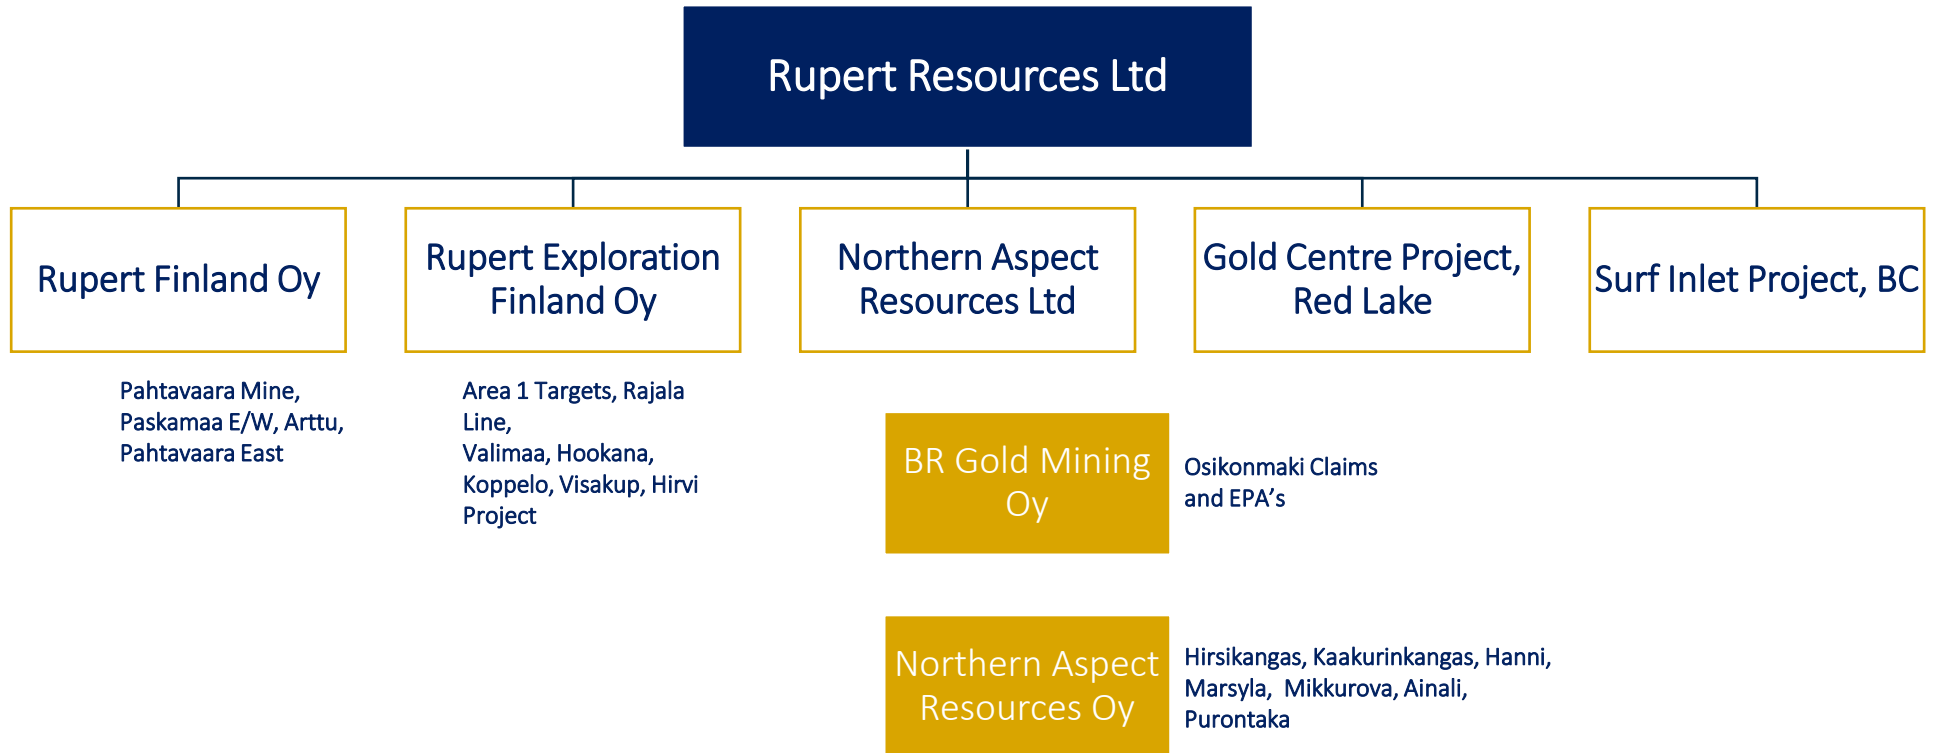 Rupert Resources Ltd
Rupert Finland Oy
Rupert Exploration
Finland Oy
Northern Aspect
Resources Ltd
Gold Centre Project,
Red Lake
Surf Inlet Project, BC
Pahtavaara Mine,
Paskamaa E/W, Arttu,
Pahtavaara East
Area 1 Targets, Rajala
Line,
Valimaa, Hookana,
Koppelo, Visakup, Hirvi
Project
BR Gold Mining
Oy
Osikonmaki Claims
and EPA’s
Northern Aspect
Resources Oy
Hirsikangas, Kaakurinkangas, Hanni,
Marsyla,  Mikkurova, Ainali,
Purontaka